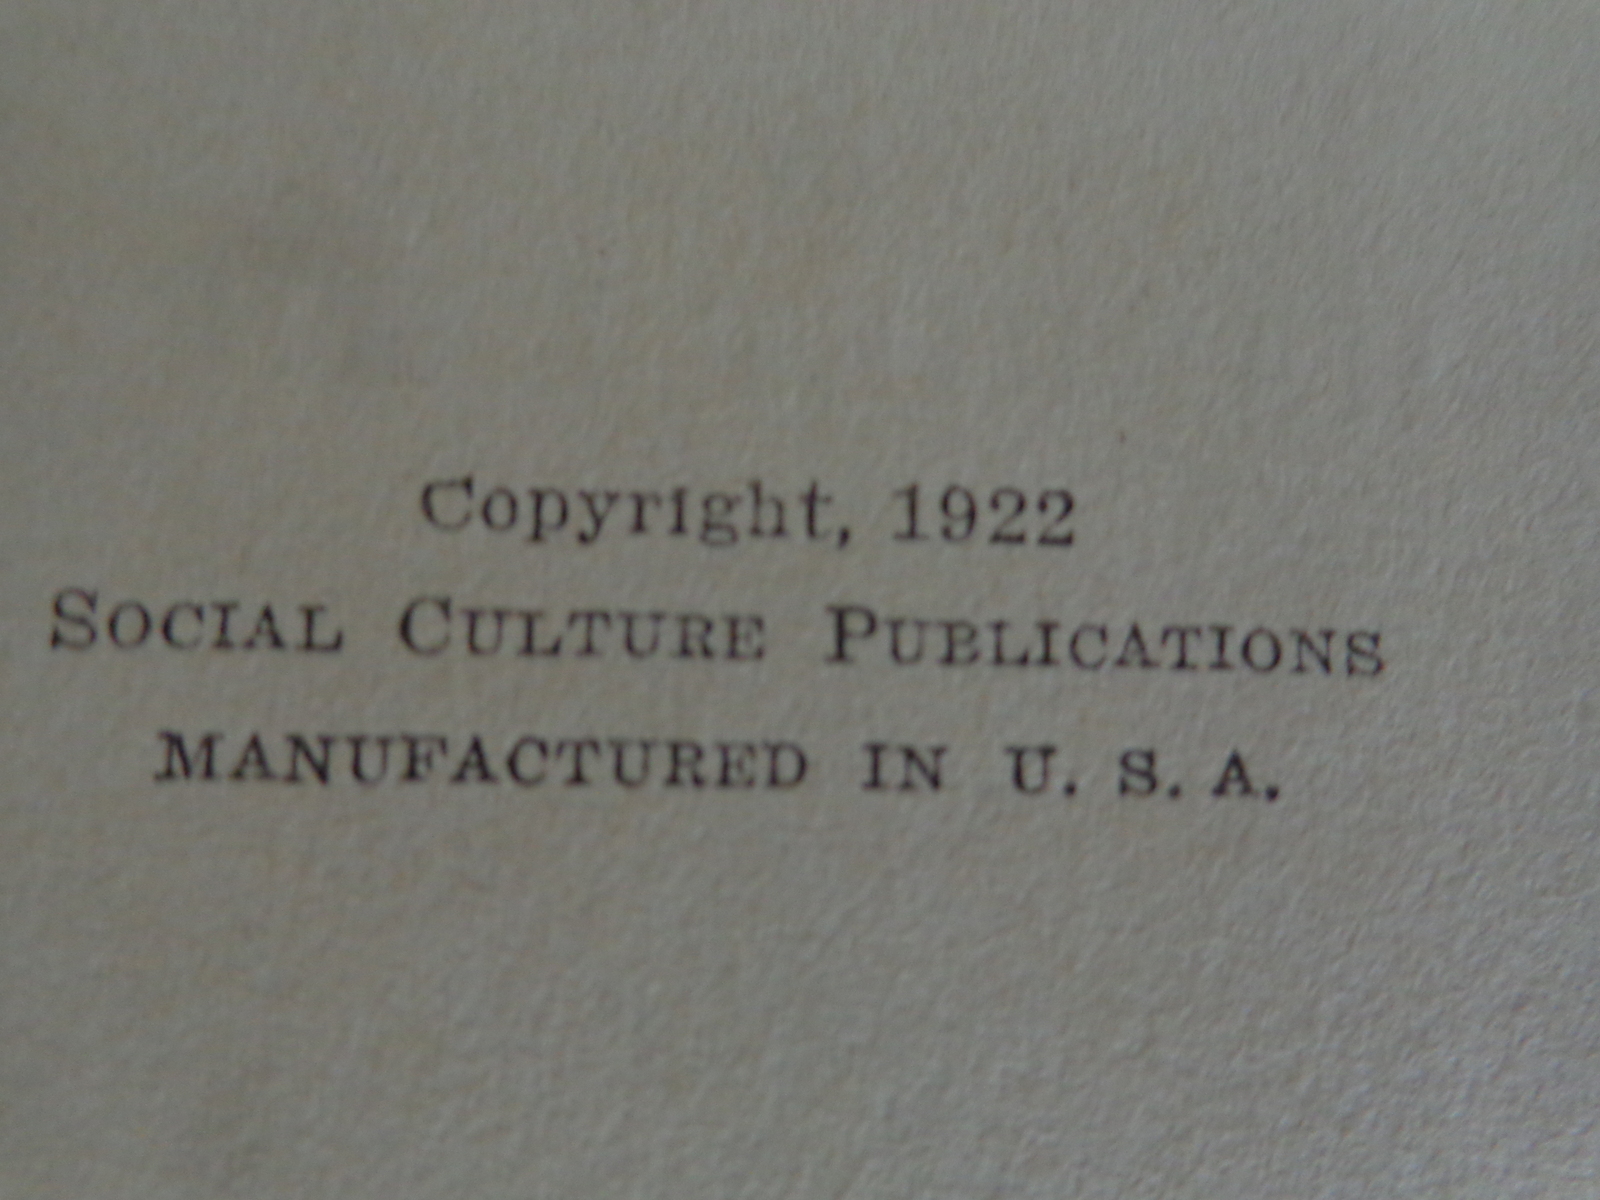 Copyright, 1922
SOCIAL CULTURE PUBLICATIONS
MANUFACTURED IN U. S. A.